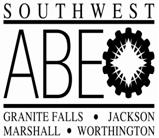 SOUTHWEST
ABE
GRANITE FALLS • JACKSON
MARSHALL • WORTHINGTON